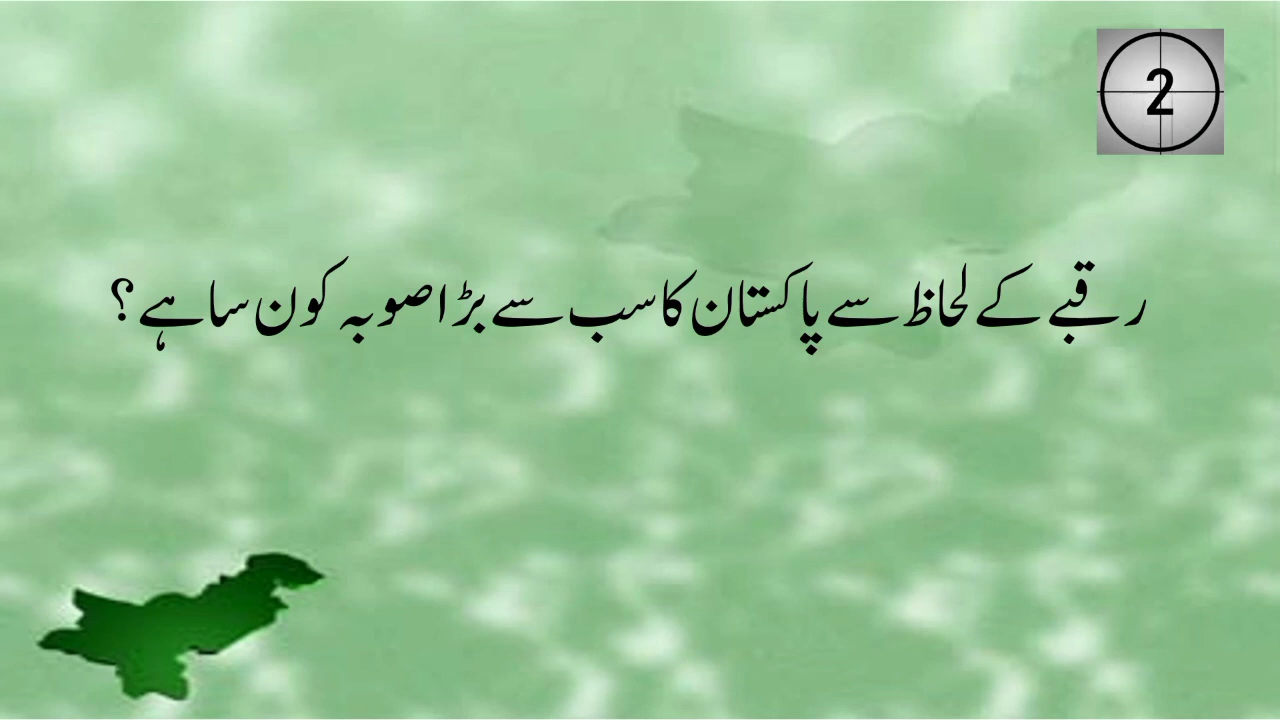 2
رقبے کے لحاظ سے پاکستان کا سب سے بڑا صوبہ کون سا ہے؟